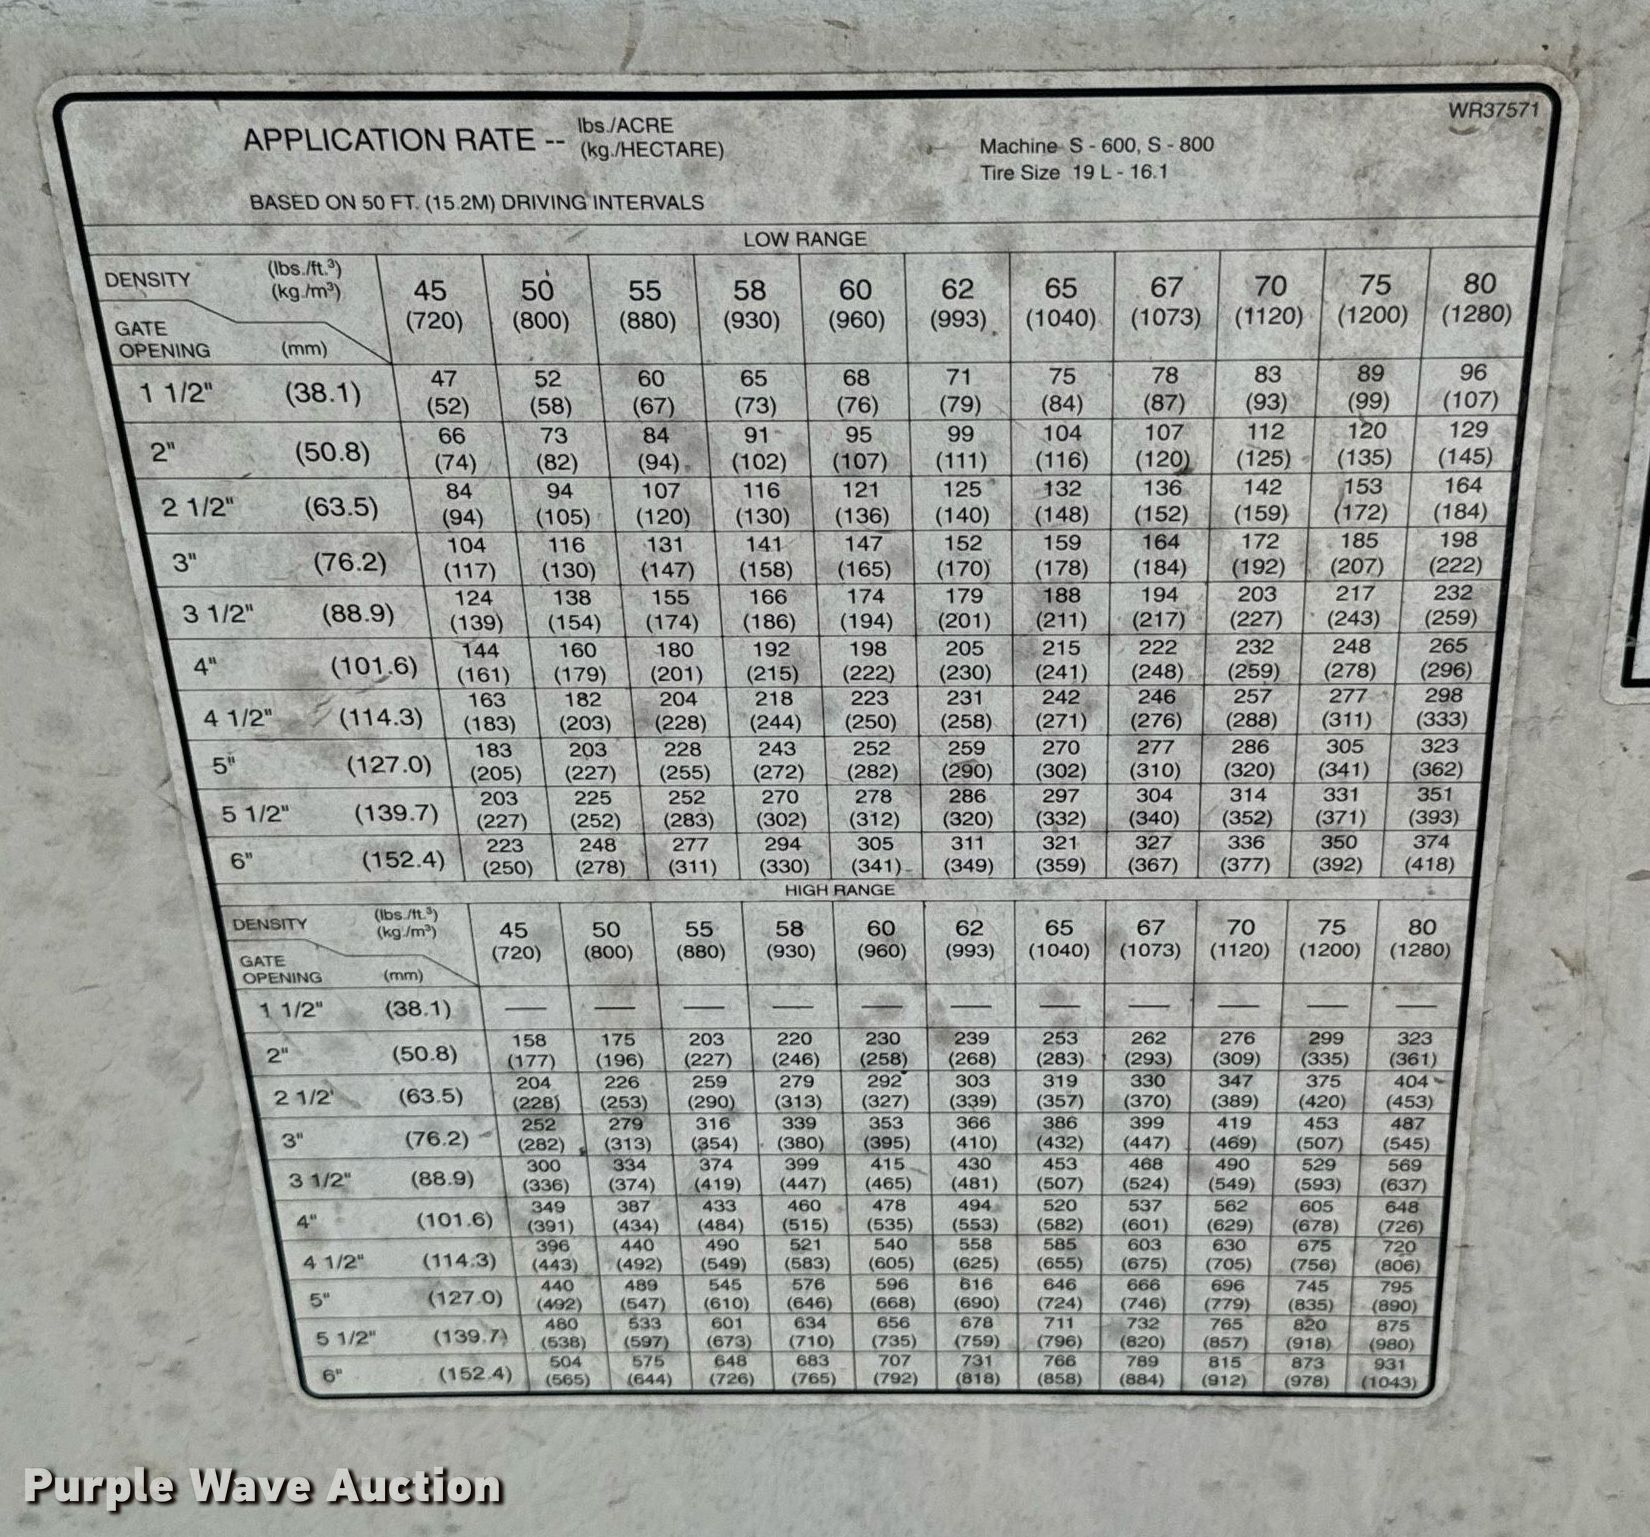 WR37571
APPLICATION RATE -- lbs./ACRE
(kg./HECTARE)
Machine S - 600, S - 800
Tire Size 19 L - 16.1
BASED ON 50 FT. (15.2M) DRIVING INTERVALS
LOW RANGE
DENSITY (lbs./ft.³) 45 50 55 58 60 62 65 67 70 75 80
(kg./m³) (720) (800) (880) (930) (960) (993) (1040) (1073) (1120) (1200) (1280)
GATE
OPENING (mm)
1 1/2" (38.1) 47 52 60 65 68 71 75 78 83 89 96
(52) (58) (67) (73) (76) (79) (84) (87) (93) (99) (107)
2" (50.8) 66 73 84 91 95 99 104 107 112 120 129
(74) (82) (94) (102) (107) (111) (116) (120) (125) (135) (145)
2 1/2" (63.5) 84 94 107 116 121 125 132 136 142 153 164
(94) (105) (120) (130) (136) (140) (148) (152) (159) (172) (184)
3" (76.2) 104 116 131 141 147 152 159 164 172 185 198
(117) (130) (147) (158) (165) (170) (178) (184) (192) (207) (222)
3 1/2" (88.9) 124 138 155 166 174 179 188 194 203 217 232
(139) (154) (174) (186) (194) (201) (211) (217) (227) (243) (259)
4" (101.6) 144 160 180 192 198 205 215 222 232 248 265
(161) (179) (201) (215) (222) (230) (241) (248) (259) (278) (296)
4 1/2" (114.3) 163 182 204 218 223 231 242 246 257 277 298
(183) (203) (228) (244) (250) (258) (271) (276) (288) (311) (333)
5" (127.0) 183 203 228 243 252 259 270 277 286 305 323
(205) (227) (255) (272) (282) (290) (302) (310) (320) (341) (362)
5 1/2" (139.7) 203 225 252 270 278 286 297 304 314 331 351
(227) (252) (283) (302) (312) (320) (332) (340) (352) (371) (393)
6" (152.4) 223 248 277 294 305 311 321 327 336 350 374
(250) (278) (311) (330) (341) (349) (359) (367) (377) (392) (418)
HIGH RANGE
DENSITY (lbs./ft.³) 45 50 55 58 60 62 65 67 70 75 80
(kg./m³) (720) (800) (880) (930) (960) (993) (1040) (1073) (1120) (1200) (1280)
GATE
OPENING (mm)
1 1/2" (38.1) — — — — — — — — — — —
2" (50.8) 158 175 203 220 230 239 253 262 276 299 323
(177) (196) (227) (246) (258) (268) (283) (293) (309) (335) (361)
2 1/2" (63.5) 204 226 259 279 292 303 319 330 347 375 404
(228) (253) (290) (313) (327) (339) (357) (370) (389) (420) (453)
3" (76.2) 252 279 316 339 353 366 386 399 419 453 487
(282) (313) (354) (380) (395) (410) (432) (447) (469) (507) (545)
3 1/2" (88.9) 300 334 374 399 415 430 453 468 490 529 569
(336) (374) (419) (447) (465) (481) (507) (524) (549) (593) (637)
4" (101.6) 349 387 433 460 478 494 520 537 562 605 648
(391) (434) (484) (515) (535) (553) (582) (601) (629) (678) (726)
4 1/2" (114.3) 396 440 490 521 540 558 585 603 630 675 720
(443) (492) (549) (583) (605) (625) (655) (675) (705) (756) (806)
5" (127.0) 440 489 545 576 596 616 646 666 696 745 795
(492) (547) (610) (646) (668) (690) (724) (746) (779) (835) (890)
5 1/2" (139.7) 480 533 601 634 656 678 711 732 765 820 875
(538) (597) (673) (710) (735) (759) (796) (820) (857) (918) (980)
6" (152.4) 504 575 648 683 707 731 766 789 815 873 931
(565) (644) (726) (765) (792) (818) (858) (884) (912) (978) (1043)
Purple Wave Auction